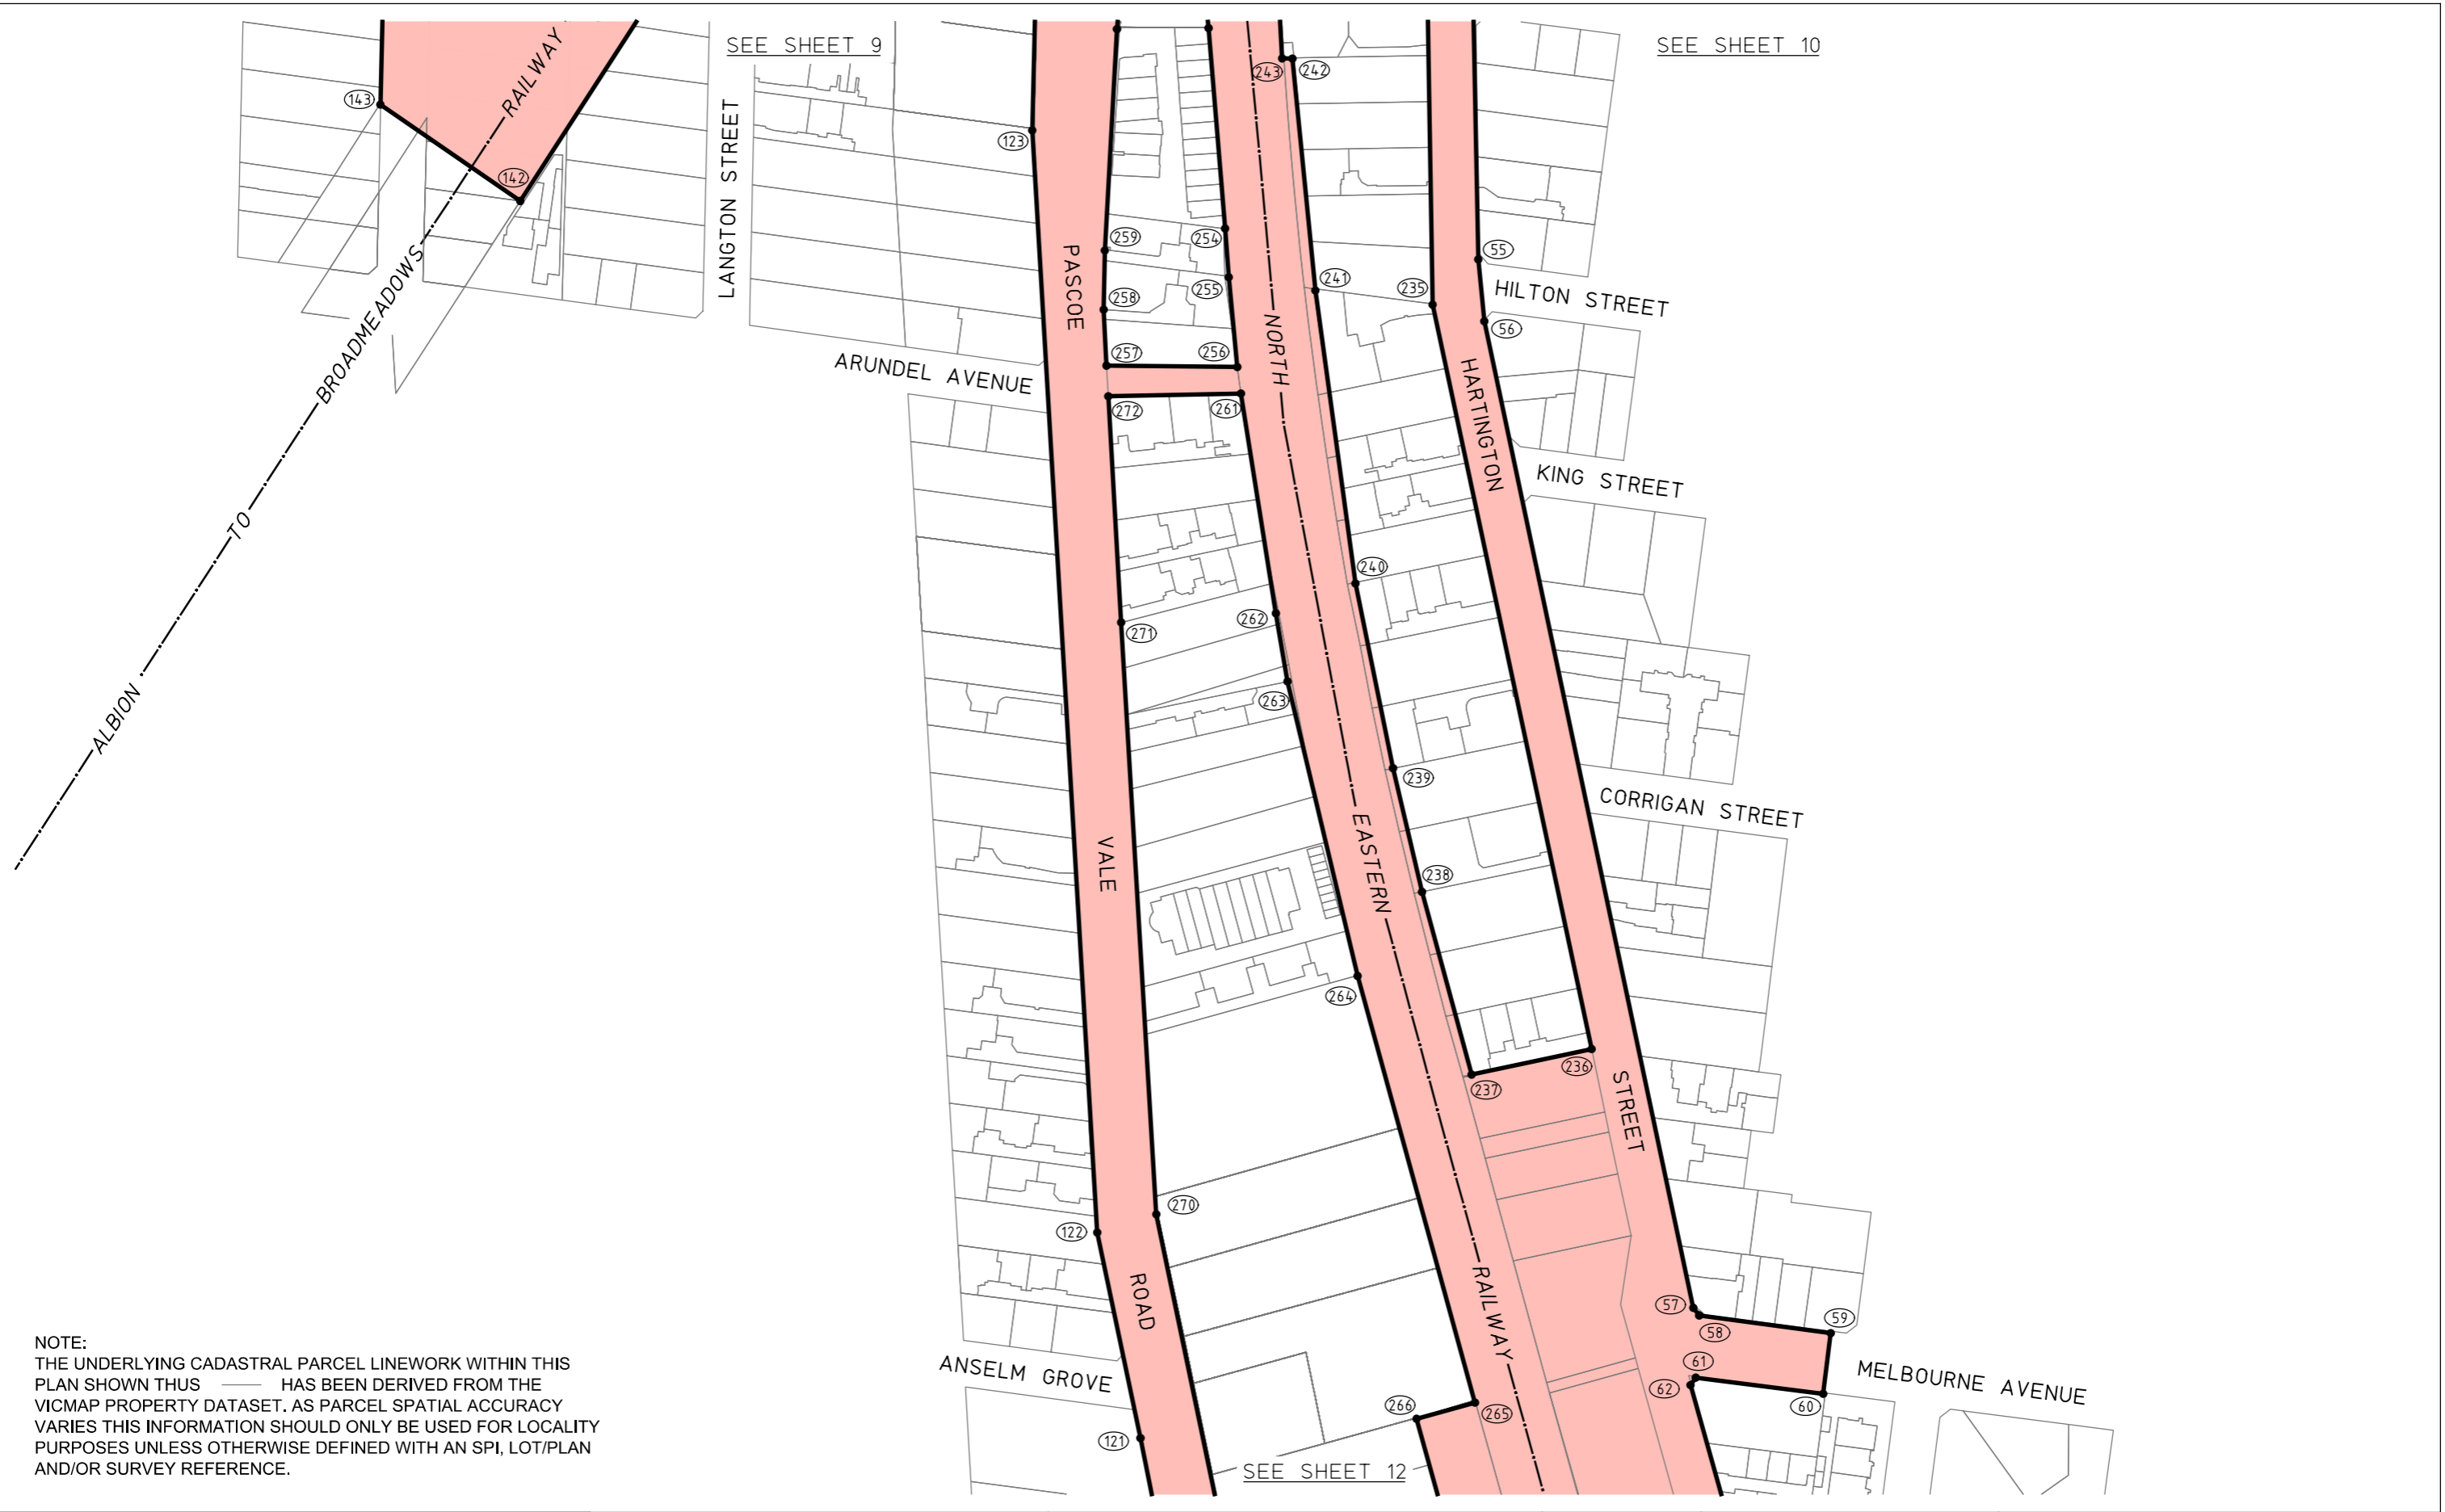 SEE SHEET 9
SEE SHEET 10
RAILWAY
243
242
143
123
142
LANGTON STREET
PASCOE
259
254
55
BROADMEADOWS
241
235
255
258
HILTON STREET
NORTH
56
257
256
ARUNDEL AVENUE
HARTINGTON
272
261
KING STREET
TO
240
262
271
ALBION
263
239
CORRIGAN STREET
VALE
EASTERN
238
264
236
237
STREET
270
122
ROAD
RAILWAY
57
58
59
61
ANSELM GROVE
MELBOURNE AVENUE
62
60
266
265
121
SEE SHEET 12
NOTE:
THE UNDERLYING CADASTRAL PARCEL LINEWORK WITHIN THIS
PLAN SHOWN THUS HAS BEEN DERIVED FROM THE
VICMAP PROPERTY DATASET. AS PARCEL SPATIAL ACCURACY
VARIES THIS INFORMATION SHOULD ONLY BE USED FOR LOCALITY
PURPOSES UNLESS OTHERWISE DEFINED WITH AN SPI, LOT/PLAN
AND/OR SURVEY REFERENCE.